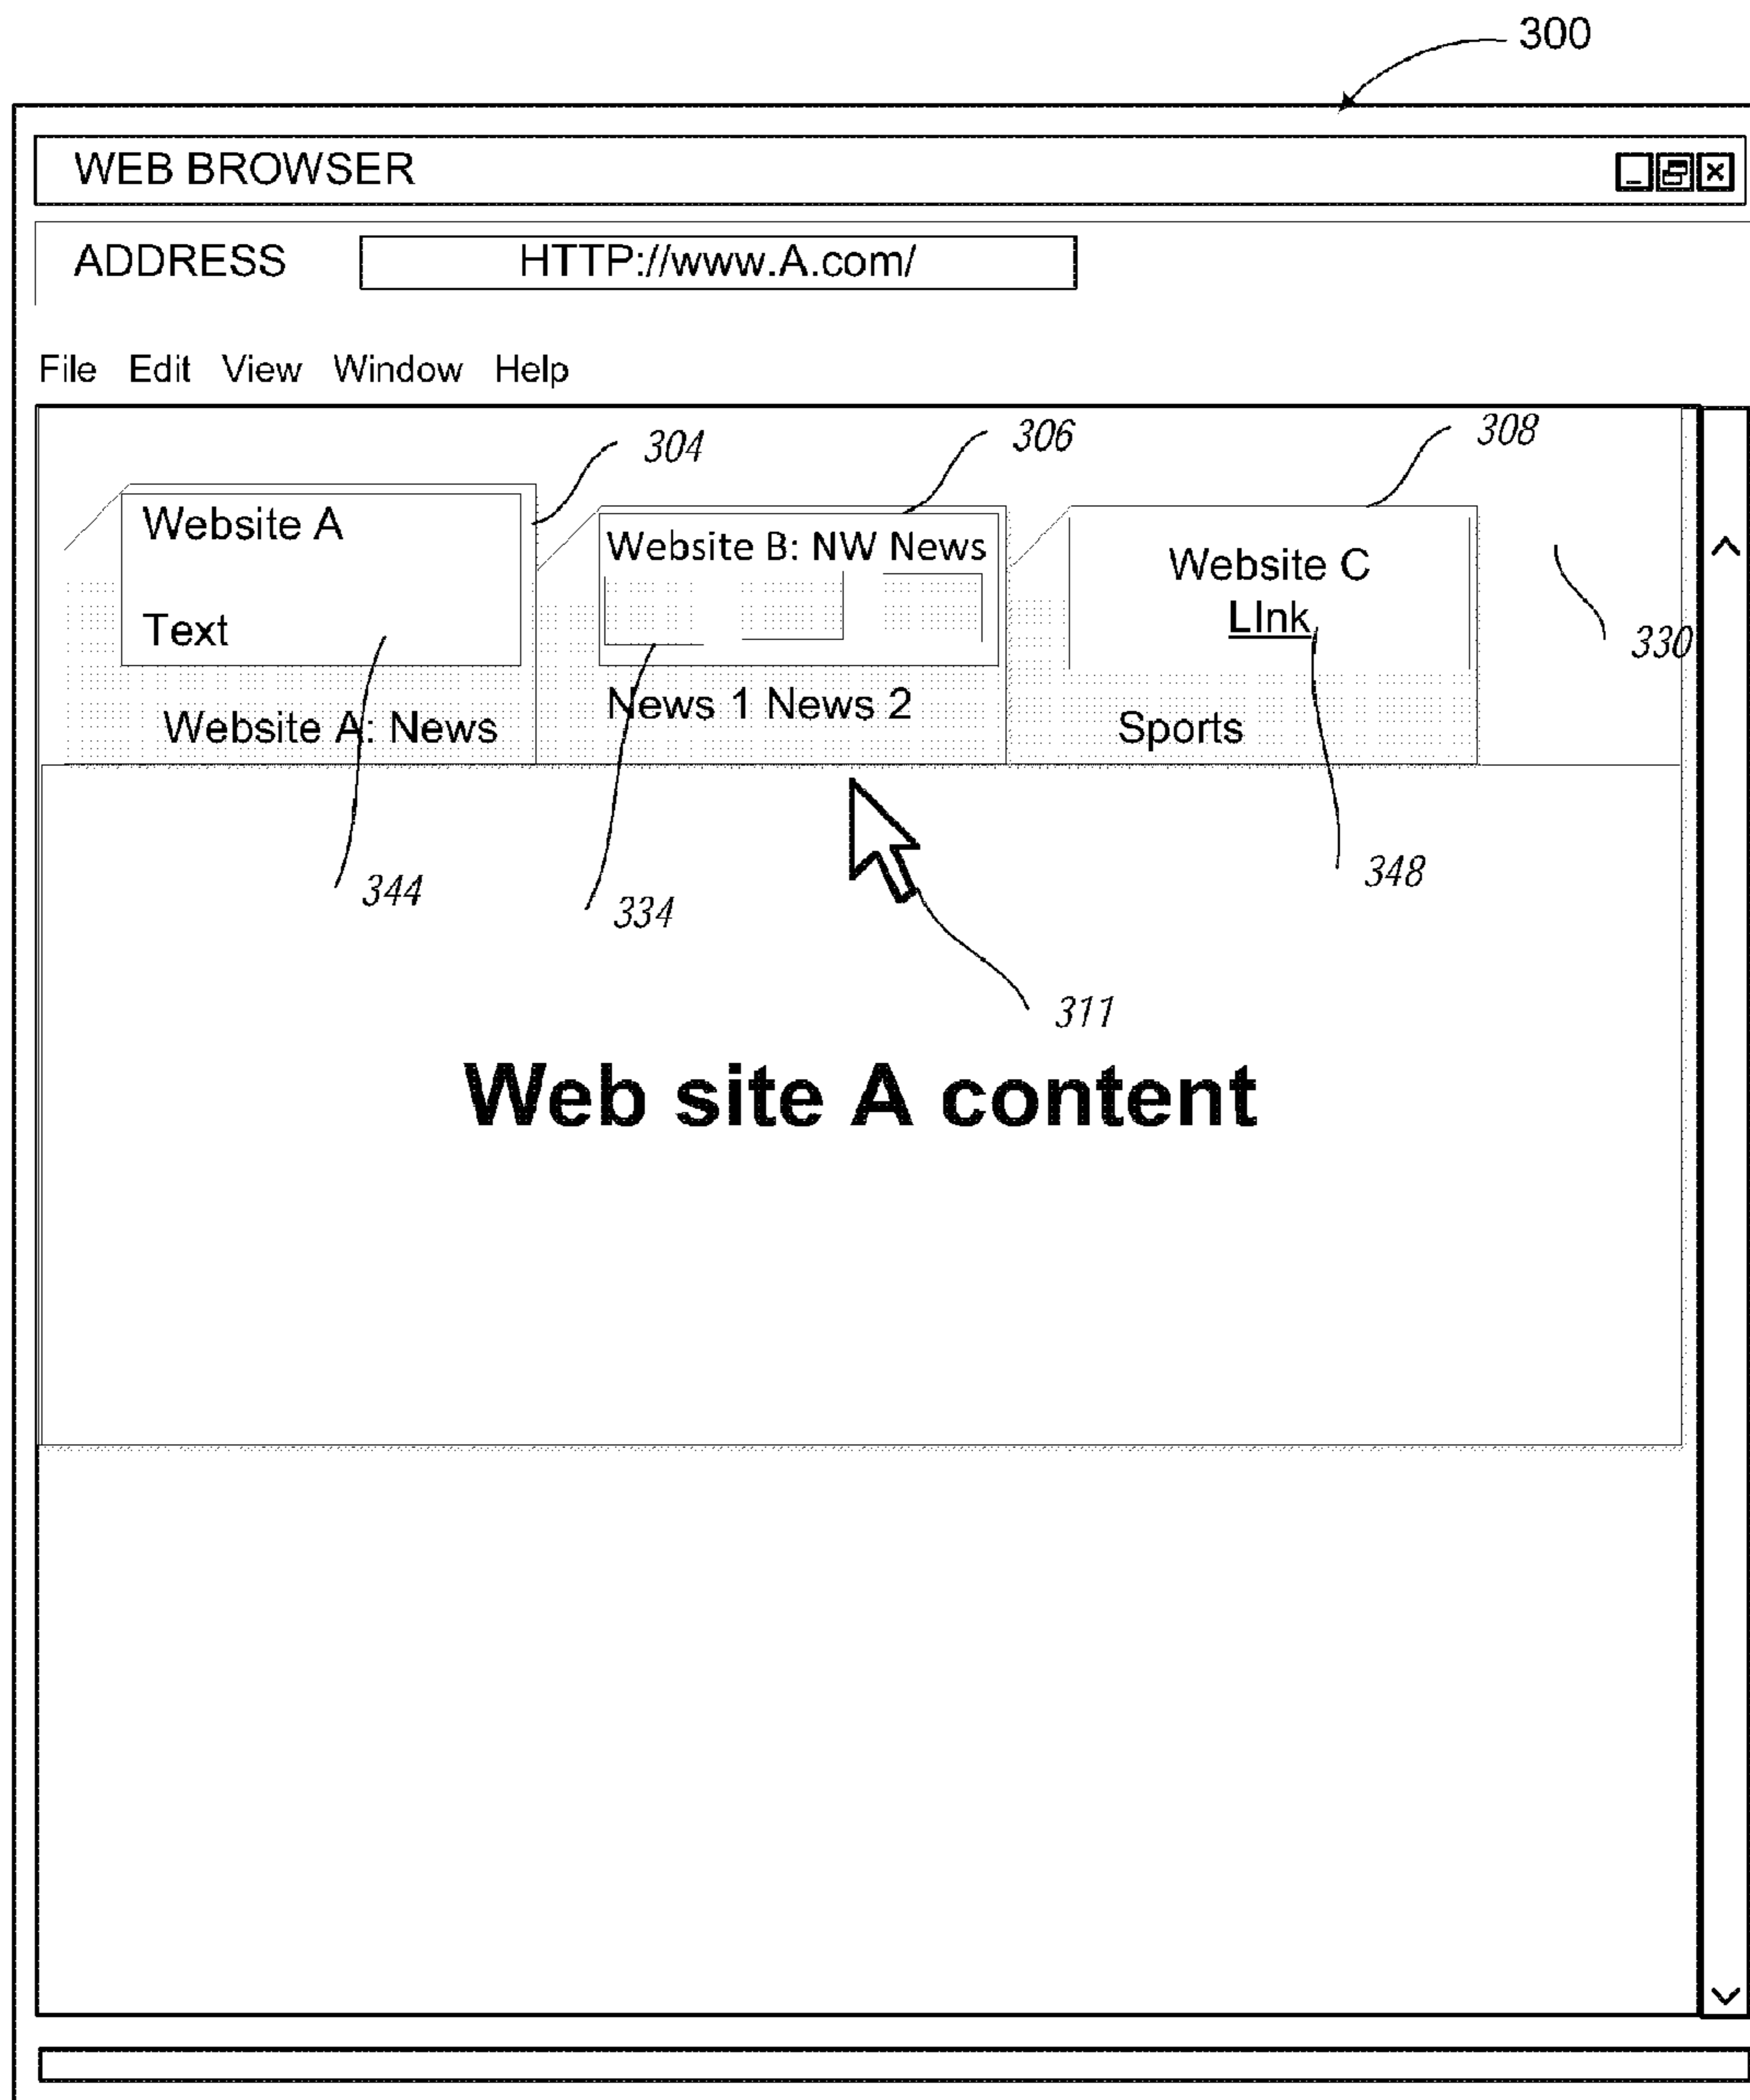 300
WEB BROWSER
ADDRESS HTTP://www.A.com/
File Edit View Window Help
304 306 308
Website A
Text
Website A: News
Website B: NW News
News 1 News 2
Website C
LInk
Sports
330
344 334 348
311
Web site A content